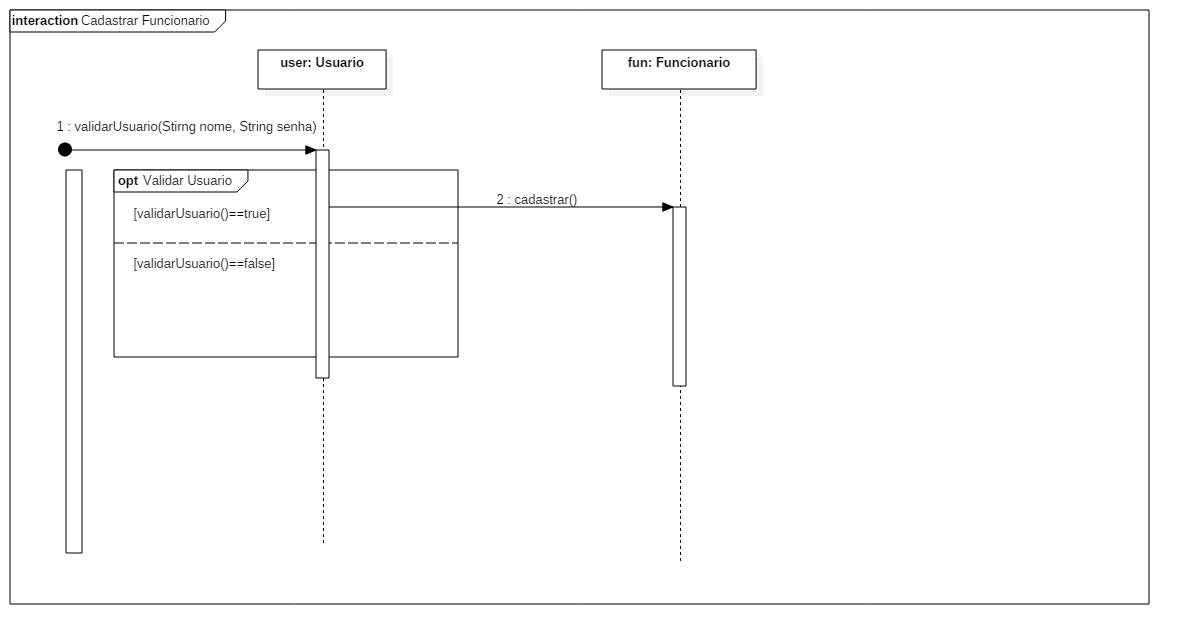 interaction Cadastrar Funcionario
user: Usuario
fun: Funcionario
1 : validarUsuario(Stirng nome, String senha)
opt Validar Usuario
2 : cadastrar()
[validarUsuario()==true]
[validarUsuario()==false]